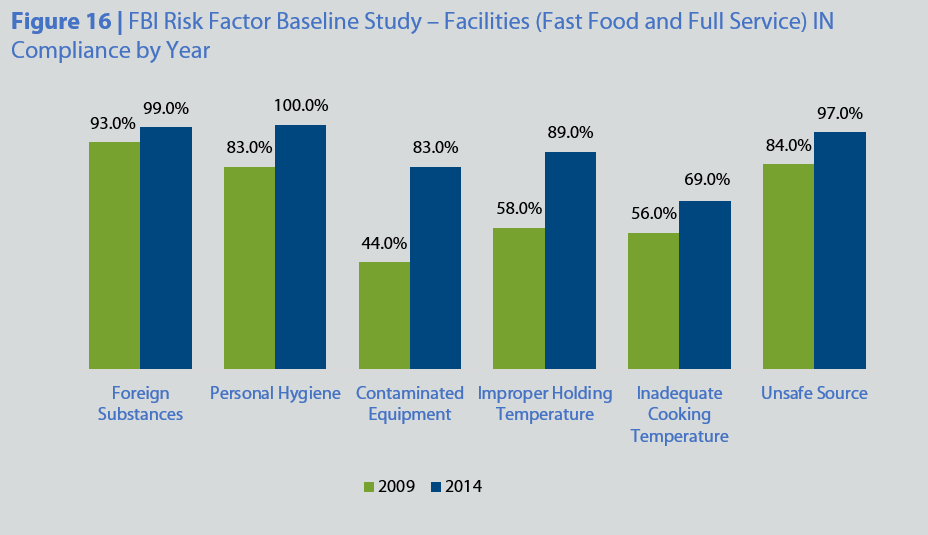 Figure 16 | FBI Risk Factor Baseline Study – Facilities (Fast Food and Full Service) IN
Compliance by Year
93.0%
99.0%
83.0%
100.0%
44.0%
83.0%
58.0%
89.0%
56.0%
69.0%
84.0%
97.0%
Foreign
Substances
Personal Hygiene
Contaminated
Equipment
Improper Holding
Temperature
Inadequate
Cooking
Temperature
Unsafe Source
2009
2014